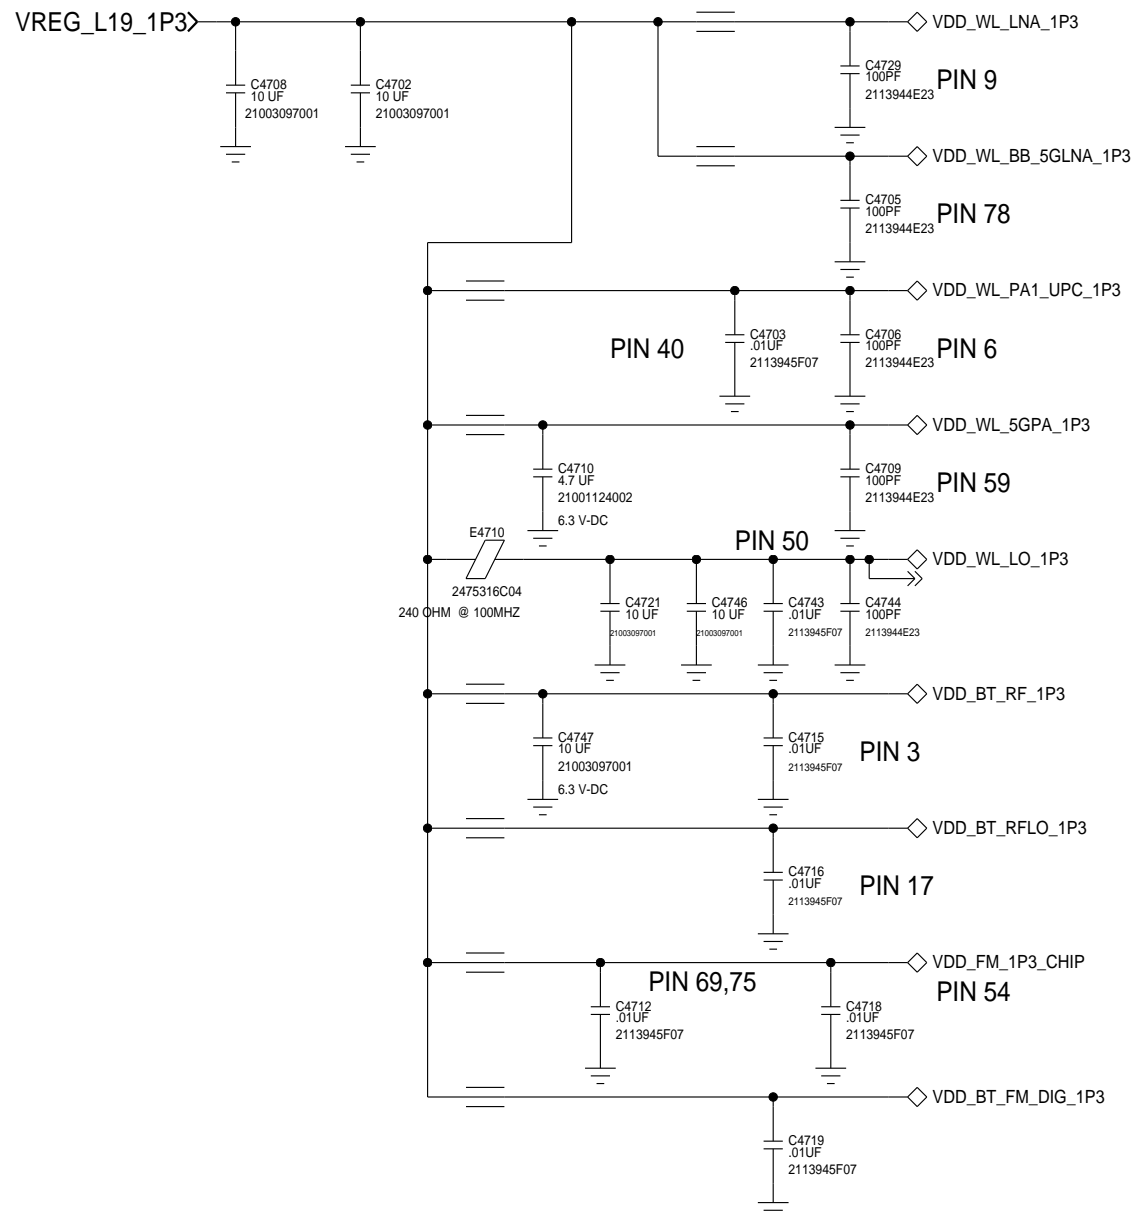 VREG_L19_1P3
VDD_WL_LNA_1P3
C4708
10 UF
21003097001
C4702
10 UF
21003097001
C4729
100PF
2113944E23
PIN 9
VDD_WL_BB_5GLNA_1P3
C4705
100PF
2113944E23
PIN 78
VDD_WL_PA1_UPC_1P3
PIN 40
C4703
.01UF
2113945F07
C4706
100PF
2113944E23
PIN 6
VDD_WL_5GPA_1P3
C4710
4.7 UF
21001124002
6.3 V-DC
C4709
100PF
2113944E23
PIN 59
E4710
2475316C04
240 OHM @ 100MHZ
PIN 50
VDD_WL_LO_1P3
C4721
10 UF
21003097001
C4746
10 UF
21003097001
C4743
.01UF
2113945F07
C4744
100PF
2113944E23
VDD_BT_RF_1P3
C4747
10 UF
21003097001
6.3 V-DC
C4715
.01UF
2113945F07
PIN 3
VDD_BT_RFLO_1P3
C4716
.01UF
2113945F07
PIN 17
VDD_FM_1P3_CHIP
PIN 69,75
PIN 54
C4712
.01UF
2113945F07
C4718
.01UF
2113945F07
VDD_BT_FM_DIG_1P3
C4719
.01UF
2113945F07